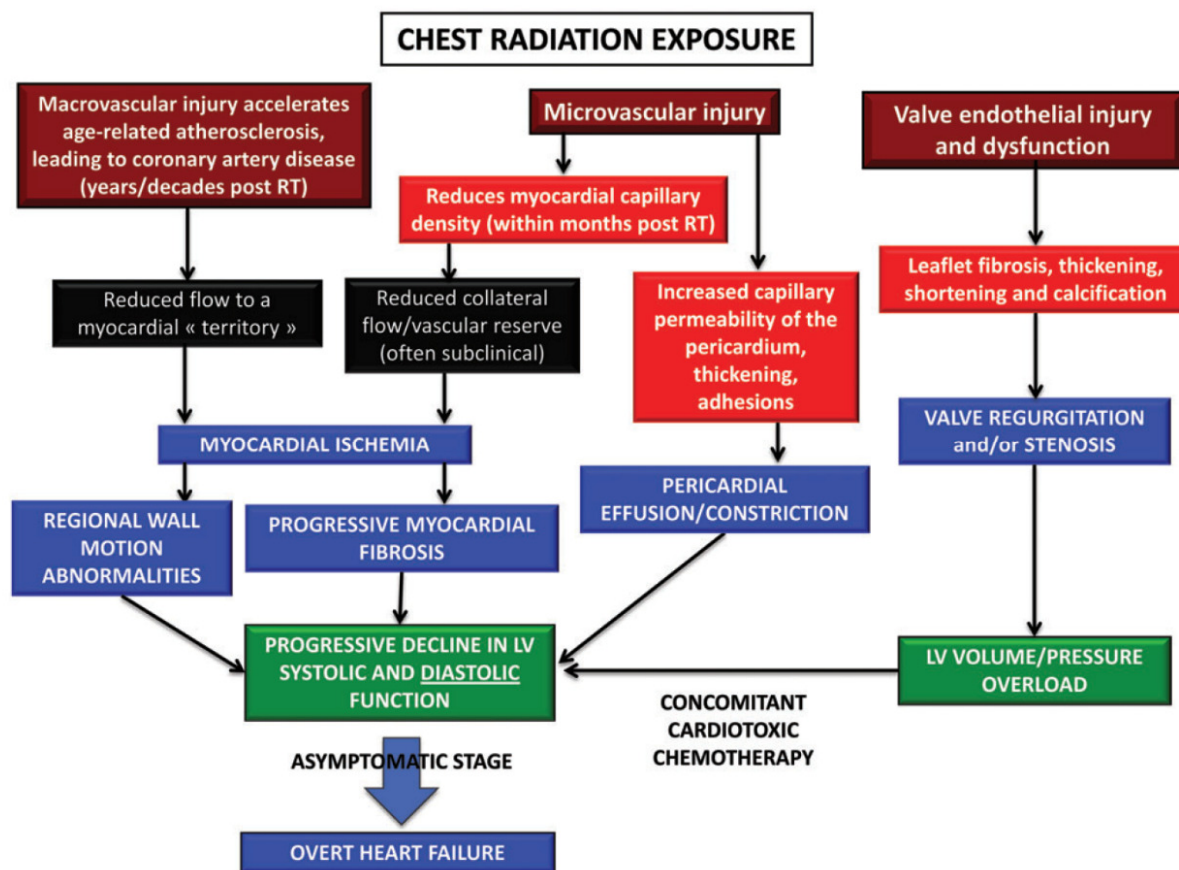 CHEST RADIATION EXPOSURE
Macrovascular injury accelerates
age-related atherosclerosis,
leading to coronary artery disease
(years/decades post RT)
Microvascular injury
Valve endothelial injury
and dysfunction
Reduces myocardial capillary
density (within months post RT)
Reduced flow to a
myocardial « territory »
Reduced collateral
flow/vascular reserve
(often subclinical)
Increased capillary
permeability of the
pericardium,
thickening,
adhesions
Leaflet fibrosis, thickening,
shortening and calcification
MYOCARDIAL ISCHEMIA
VALVE REGURGITATION
and/or STENOSIS
REGIONAL WALL
MOTION
ABNORMALITIES
PROGRESSIVE MYOCARDIAL
FIBROSIS
PERICARDIAL
EFFUSION/CONSTRICTION
PROGRESSIVE DECLINE IN LV
SYSTOLIC AND DIASTOLIC
FUNCTION
LV VOLUME/PRESSURE
OVERLOAD
CONCOMITANT
CARDIOTOXIC
CHEMOTHERAPY
ASYMPTOMATIC STAGE
OVERT HEART FAILURE